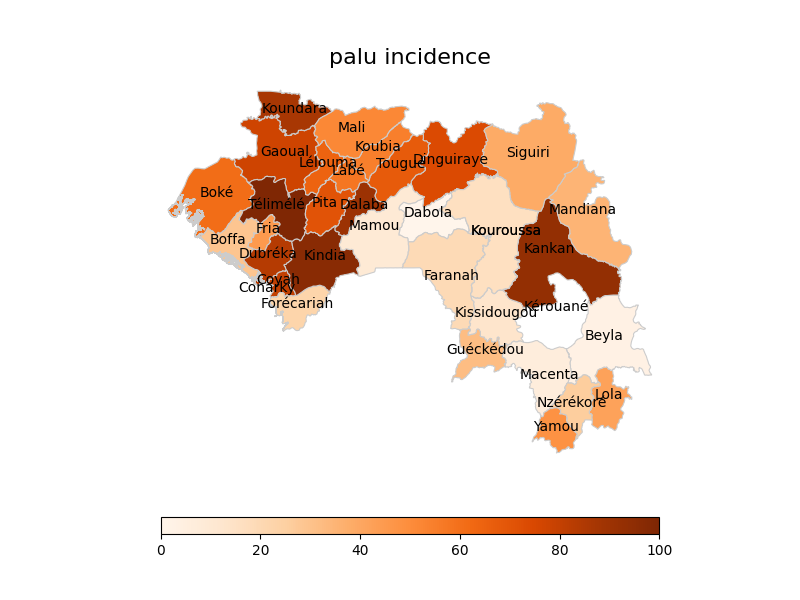 palu incidence
Koundara
Mali
Koubia
Gaoual
Lélouma
Labé
Tougué
Dinguiraye
Siguiri
Boké
Télimélé
Pita
Dalaba
Dabola
Mandiana
Boffa
Fria
Mamou
Kouroussa
Dubréka
Kindia
Kankan
Coyah
Conakry
Faranah
Forécariah
Kissidougou
Kérouané
Beyla
Guéckédou
Macenta
Nzérékoré
Lola
Yamou
0 20 40 60 80 100